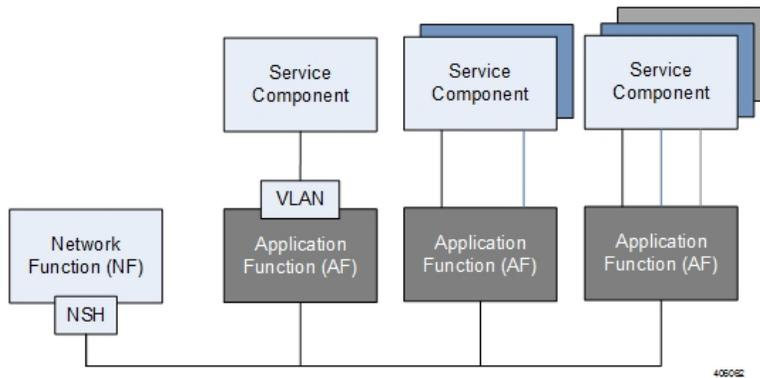 Service
Component
Service
Component
Service
Component
VLAN
Network
Function (NF)
NSH
Application
Function (AF)
Application
Function (AF)
Application
Function (AF)
406062